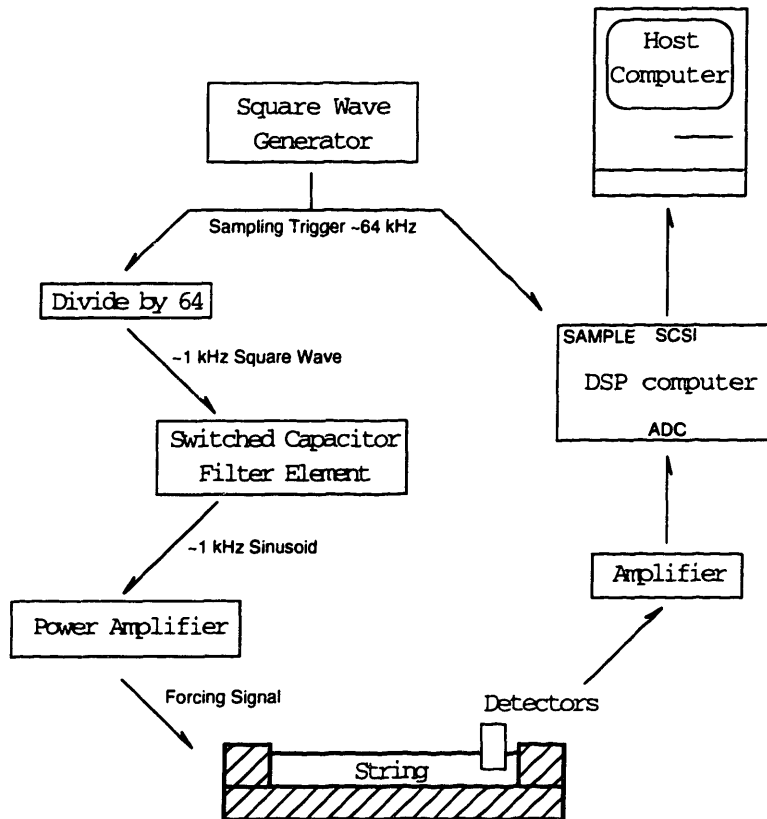 Host
Computer
Square Wave
Generator
Sampling Trigger ~64 kHz
Divide by 64
~1 kHz Square Wave
SAMPLE SCSI
DSP computer
ADC
Switched Capacitor
Filter Element
~1 kHz Sinusoid
Amplifier
Power Amplifier
Forcing Signal
Detectors
String